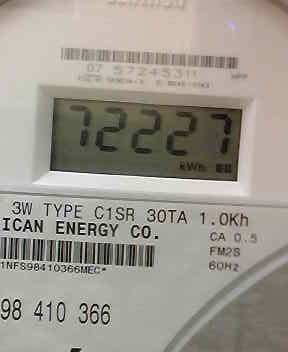 07 57245311
72227
kWh
3W TYPE C1SR 30TA 1.0Kh
ICAN ENERGY CO.
CA 0.5
FM2S
60Hz
1NFS98410366MEC*
98 410 366